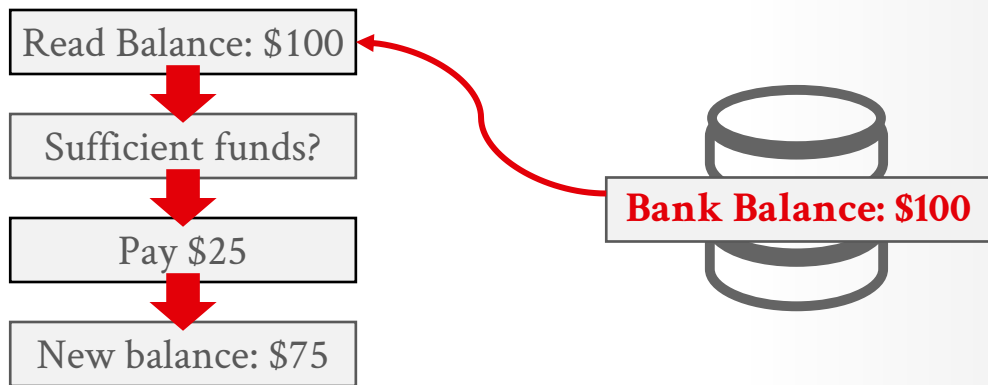 Read Balance: $100
Sufficient funds?
Pay $25
New balance: $75
Bank Balance: $100